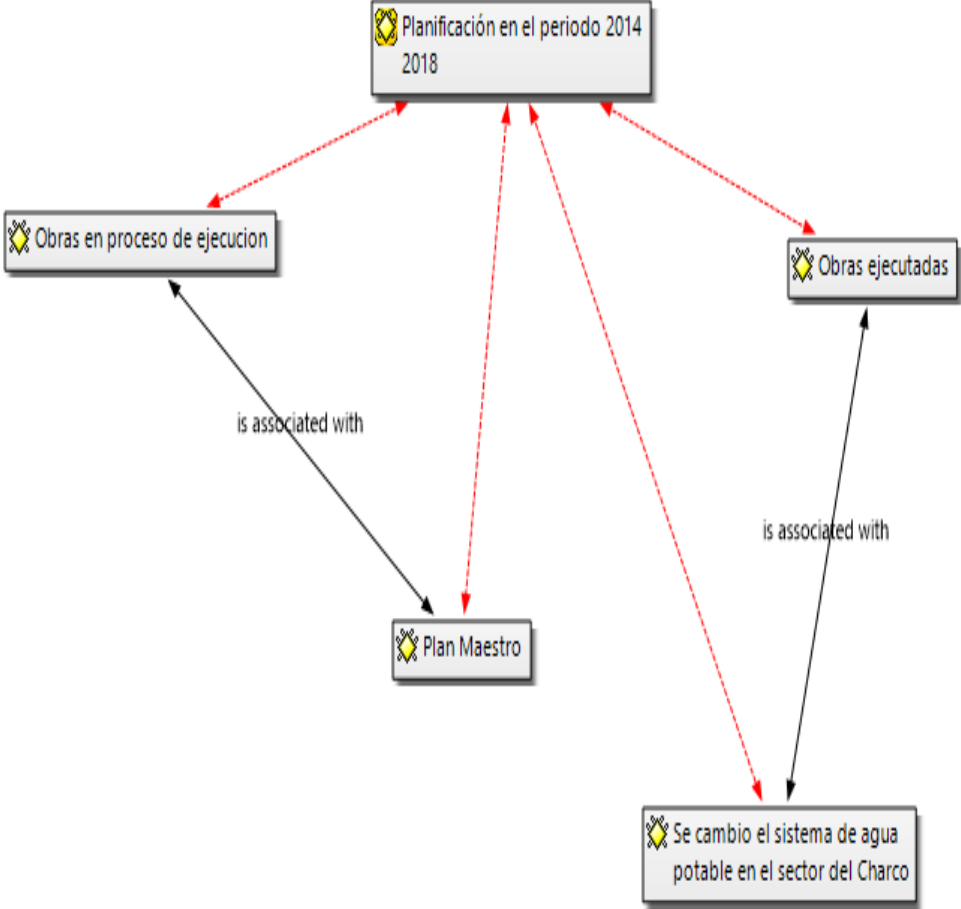 Planificación en el periodo 2014
2018
Obras en proceso de ejecucion
Obras ejecutadas
is associated with
is associated with
Plan Maestro
Se cambio el sistema de agua
potable en el sector del Charco